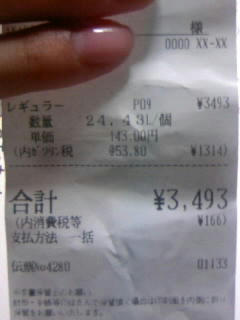 様
0000 XX-XX
レギュラー P09 ¥3493
数量 24.43L/個
単価 143.00円
(内ガソリン税 @53.80 ¥1314)
合計 ¥3,493
(内消費税等 ¥166)
支払方法 一括
伝票No4280 01133